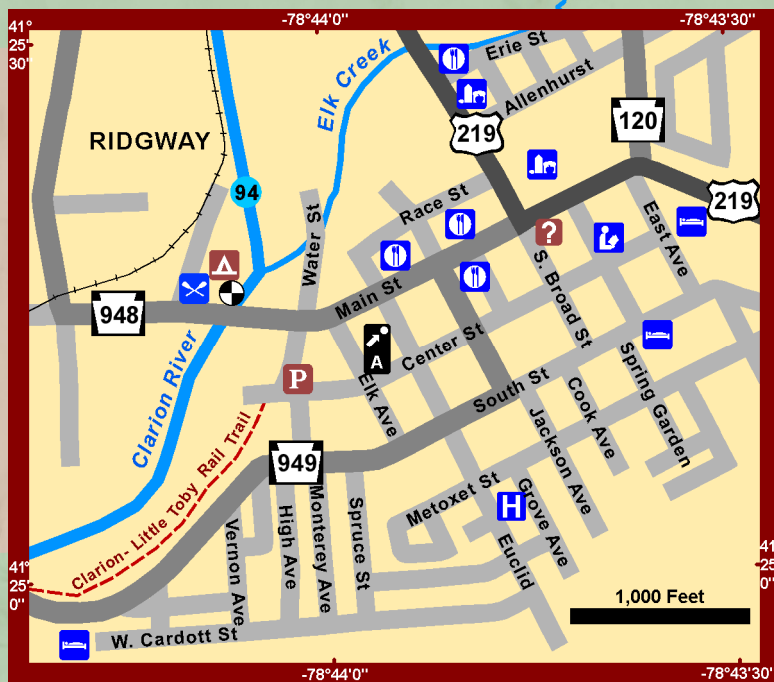 -78°44'0"
-78°43'30"
41°
25'
30"
Erie St
Elk Creek
Allenhurst
219
120
RIDGWAY
94
Race St
219
Water St
?
East Ave
S. Broad St
Main St
948
A
Center St
Clarion River
P
Elk Ave
South St
Spring Garden
Cook Ave
Jackson Ave
949
Clarion- Little Toby Rail Trail
Metoxet St
H
Grove Ave
Euclid
Vernon Ave
High Ave
Monterey Ave
Spruce St
41°
25'
0"
41°
25'
0"
1,000 Feet
W. Cardott St
-78°44'0"
-78°43'30"